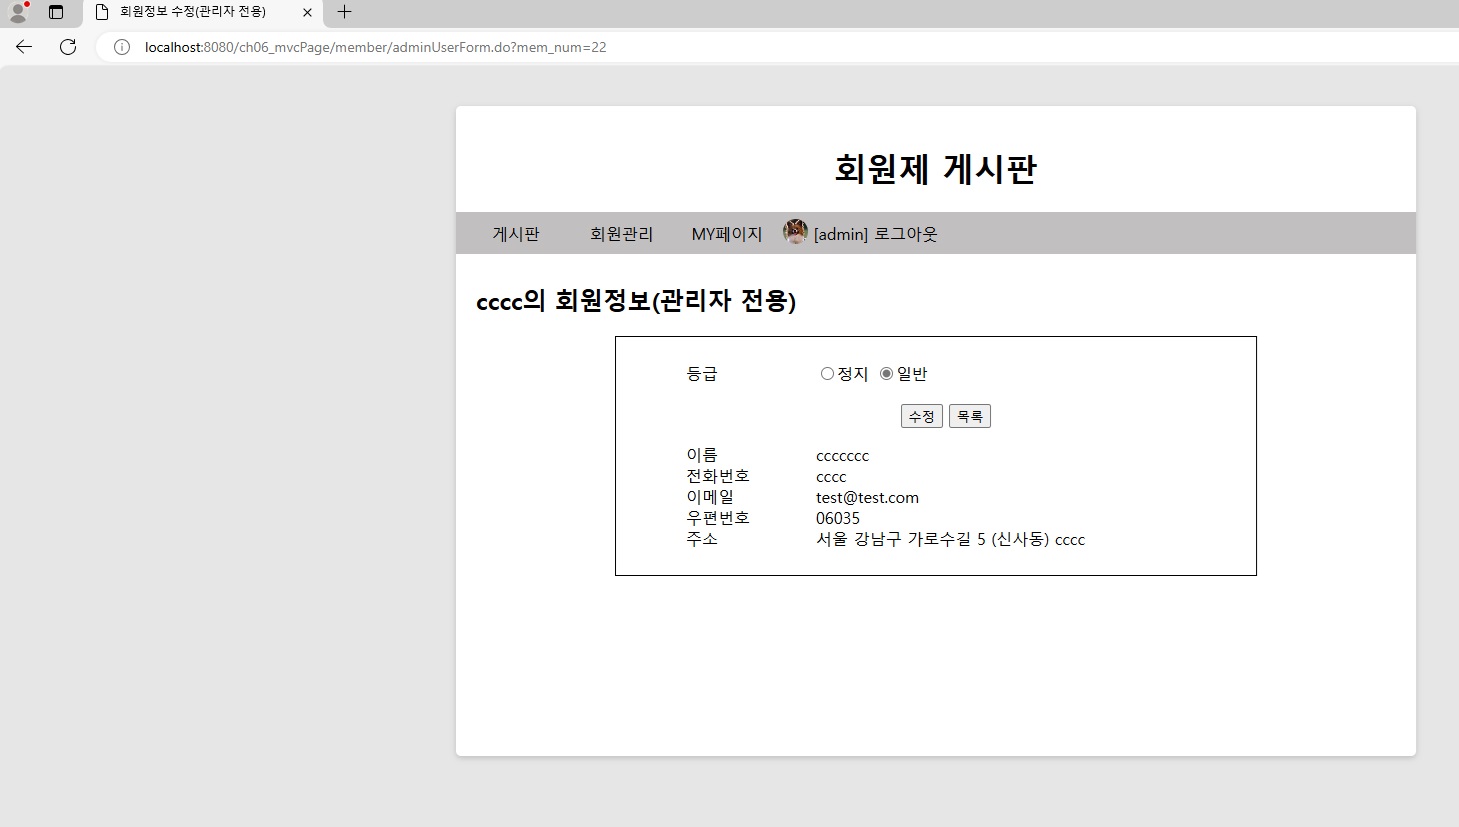 회원정보 수정(관리자 전용)
localhost:8080/ch06_mvcPage/member/adminUserForm.do?mem_num=22
회원제 게시판
게시판 회원관리 MY페이지 [admin] 로그아웃
cccc의 회원정보(관리자 전용)
등급 정지 일반
수정 목록
이름 ccccccc
전화번호 cccc
이메일 test@test.com
우편번호 06035
주소 서울 강남구 가로수길 5 (신사동) cccc